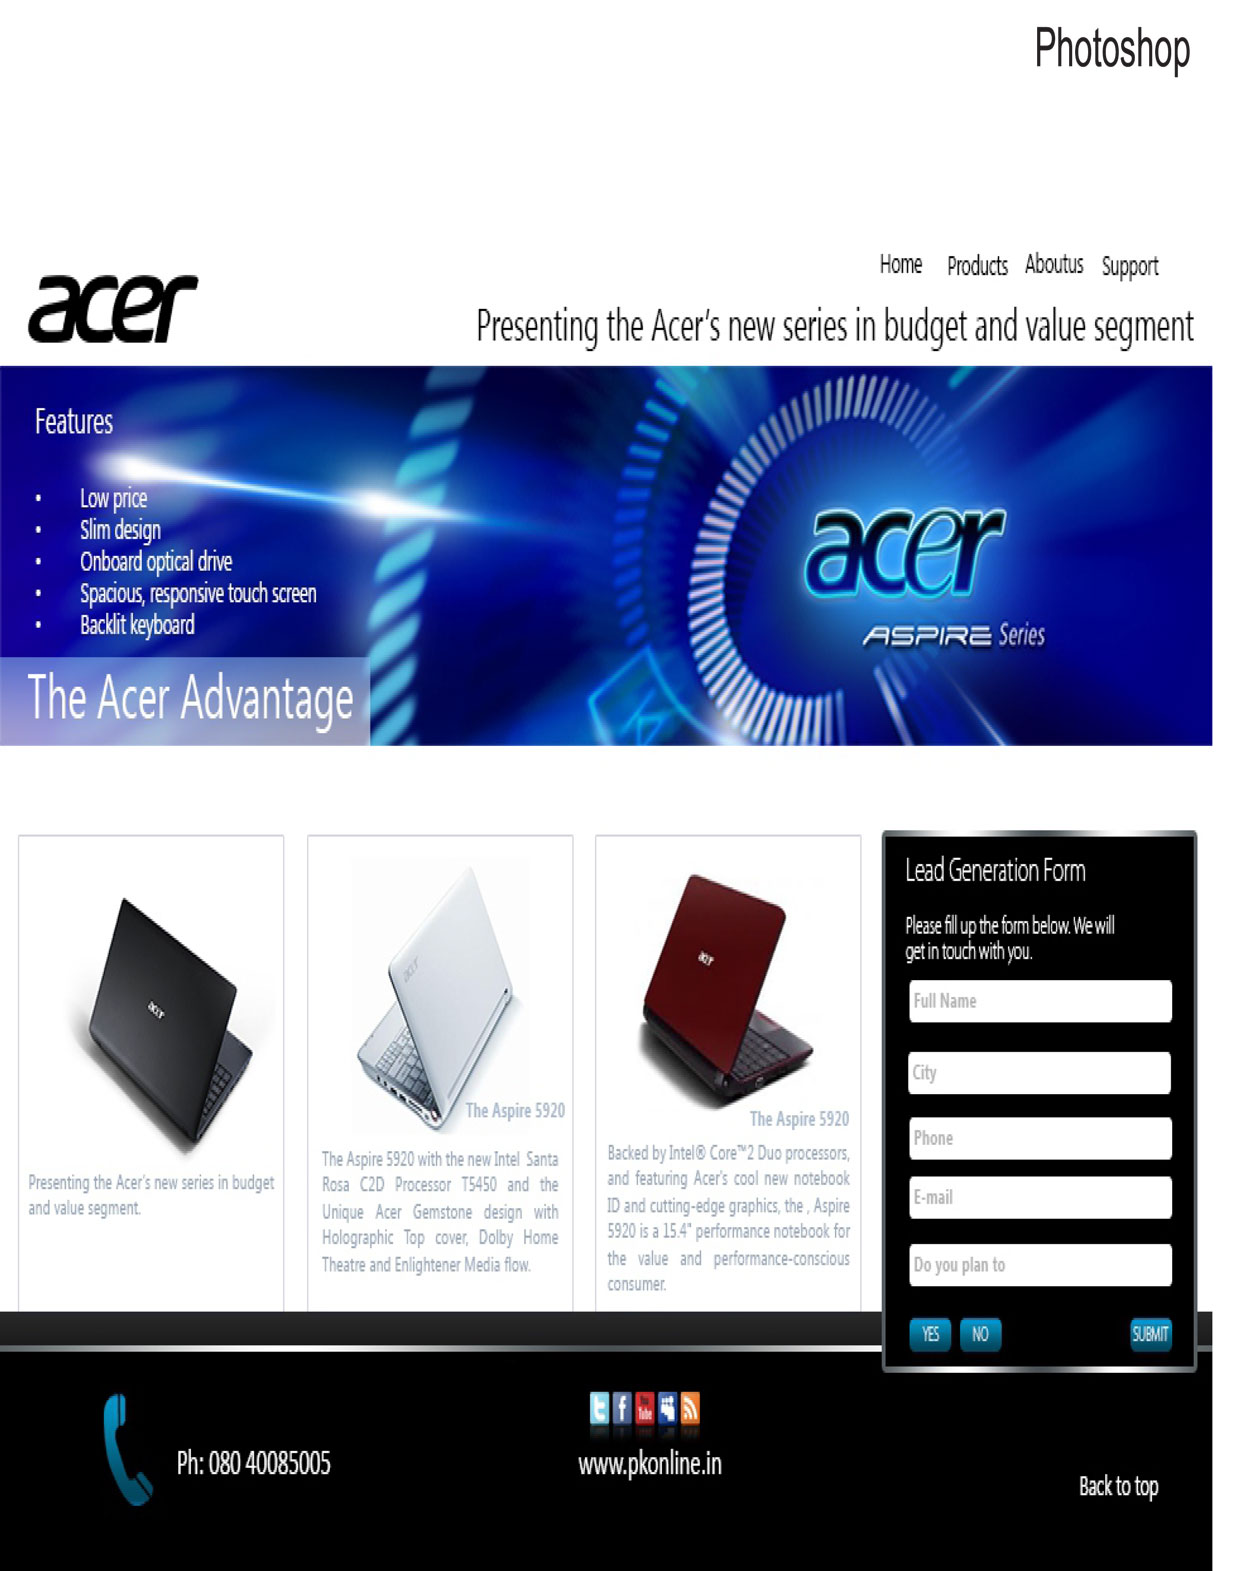 Photoshop
Home Products Aboutus Support
acer
Presenting the Acer's new series in budget and value segment
Features
• Low price
• Slim design
• Onboard optical drive
• Spacious, responsive touch screen
• Backlit keyboard
The Acer Advantage
acer
ASPIRE Series
acer
Presenting the Acer's new series in budget
and value segment.
acer
The Aspire 5920
The Aspire 5920 with the new Intel Santa
Rosa C2D Processor T5450 and the
Unique Acer Gemstone design with
Holographic Top cover, Dolby Home
Theatre and Enlightener Media flow.
acer
The Aspire 5920
Backed by Intel® Core™2 Duo processors,
and featuring Acer's cool new notebook
ID and cutting-edge graphics, the , Aspire
5920 is a 15.4" performance notebook for
the value and performance-conscious
consumer.
Lead Generation Form
Please fill up the form below. We will
get in touch with you.
Full Name
City
Phone
E-mail
Do you plan to
YES NO SUBMIT
Ph: 080 40085005
You
Tube
www.pkonline.in
Back to top